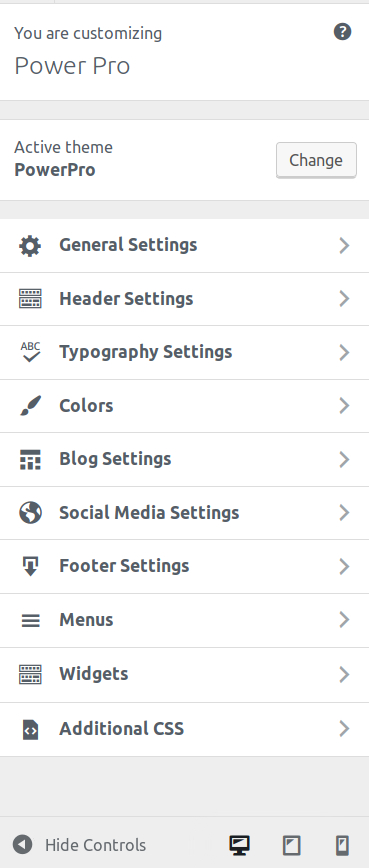 You are customizing
?
Power Pro
Active theme
PowerPro
Change
General Settings
Header Settings
ABC
Typography Settings
Colors
Blog Settings
Social Media Settings
Footer Settings
Menus
Widgets
Additional CSS
Hide Controls